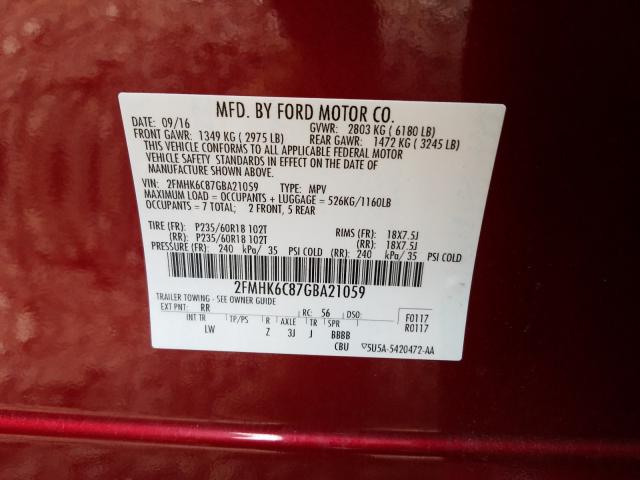 MFD. BY FORD MOTOR CO.
DATE: 09/16 GVWR: 2803 KG ( 6180 LB)
FRONT GAWR: 1349 KG ( 2975 LB) REAR GAWR: 1472 KG ( 3245 LB)
THIS VEHICLE CONFORMS TO ALL APPLICABLE FEDERAL MOTOR
VEHICLE SAFETY STANDARDS IN EFFECT ON THE DATE OF
MANUFACTURE SHOWN ABOVE.
VIN: 2FMHK6C87GBA21059 TYPE: MPV
MAXIMUM LOAD = OCCUPANTS + LUGGAGE = 526KG/1160LB
OCCUPANTS = 7 TOTAL; 2 FRONT, 5 REAR
TIRE (FR): P235/60R18 102T RIMS (FR): 18X7.5J
(RR): P235/60R18 102T (RR): 18X7.5J
PRESSURE (FR): 240 kPa/ 35 PSI COLD (RR): 240 kPa/ 35 PSI COLD
2FMHK6C87GBA21059
TRAILER TOWING - SEE OWNER GUIDE
EXT PNT: RR RC: 56 DSO: F0117
INT TR TP/PS R AXLE TR SPR R0117
LW Z 3J J BBBB
CBU ▽5U5A-5420472-AA